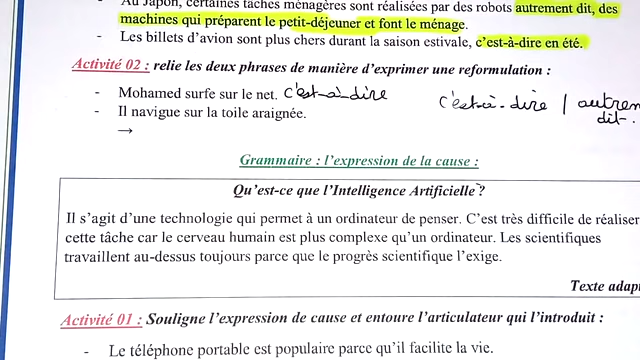 Au Japon, certaines tâches ménagères sont réalisées par des robots autrement dit, des
machines qui préparent le petit-déjeuner et font le ménage.
- Les billets d'avion sont plus chers durant la saison estivale, c'est-à-dire en été.
Activité 02 : relie les deux phrases de manière d'exprimer une reformulation :
- Mohamed surfe sur le net. c'est-à-dire c'est-à-dire / autrem
- Il navigue sur la toile araignée. dit.
→
Grammaire : l'expression de la cause :
Qu'est-ce que l'Intelligence Artificielle ?
Il s'agit d'une technologie qui permet à un ordinateur de penser. C'est très difficile de réaliser
cette tâche car le cerveau humain est plus complexe qu'un ordinateur. Les scientifiques
travaillent au-dessus toujours parce que le progrès scientifique l'exige.
Texte adap
Activité 01 : Souligne l'expression de cause et entoure l'articulateur qui l'introduit :
- Le téléphone portable est populaire parce qu'il facilite la vie.